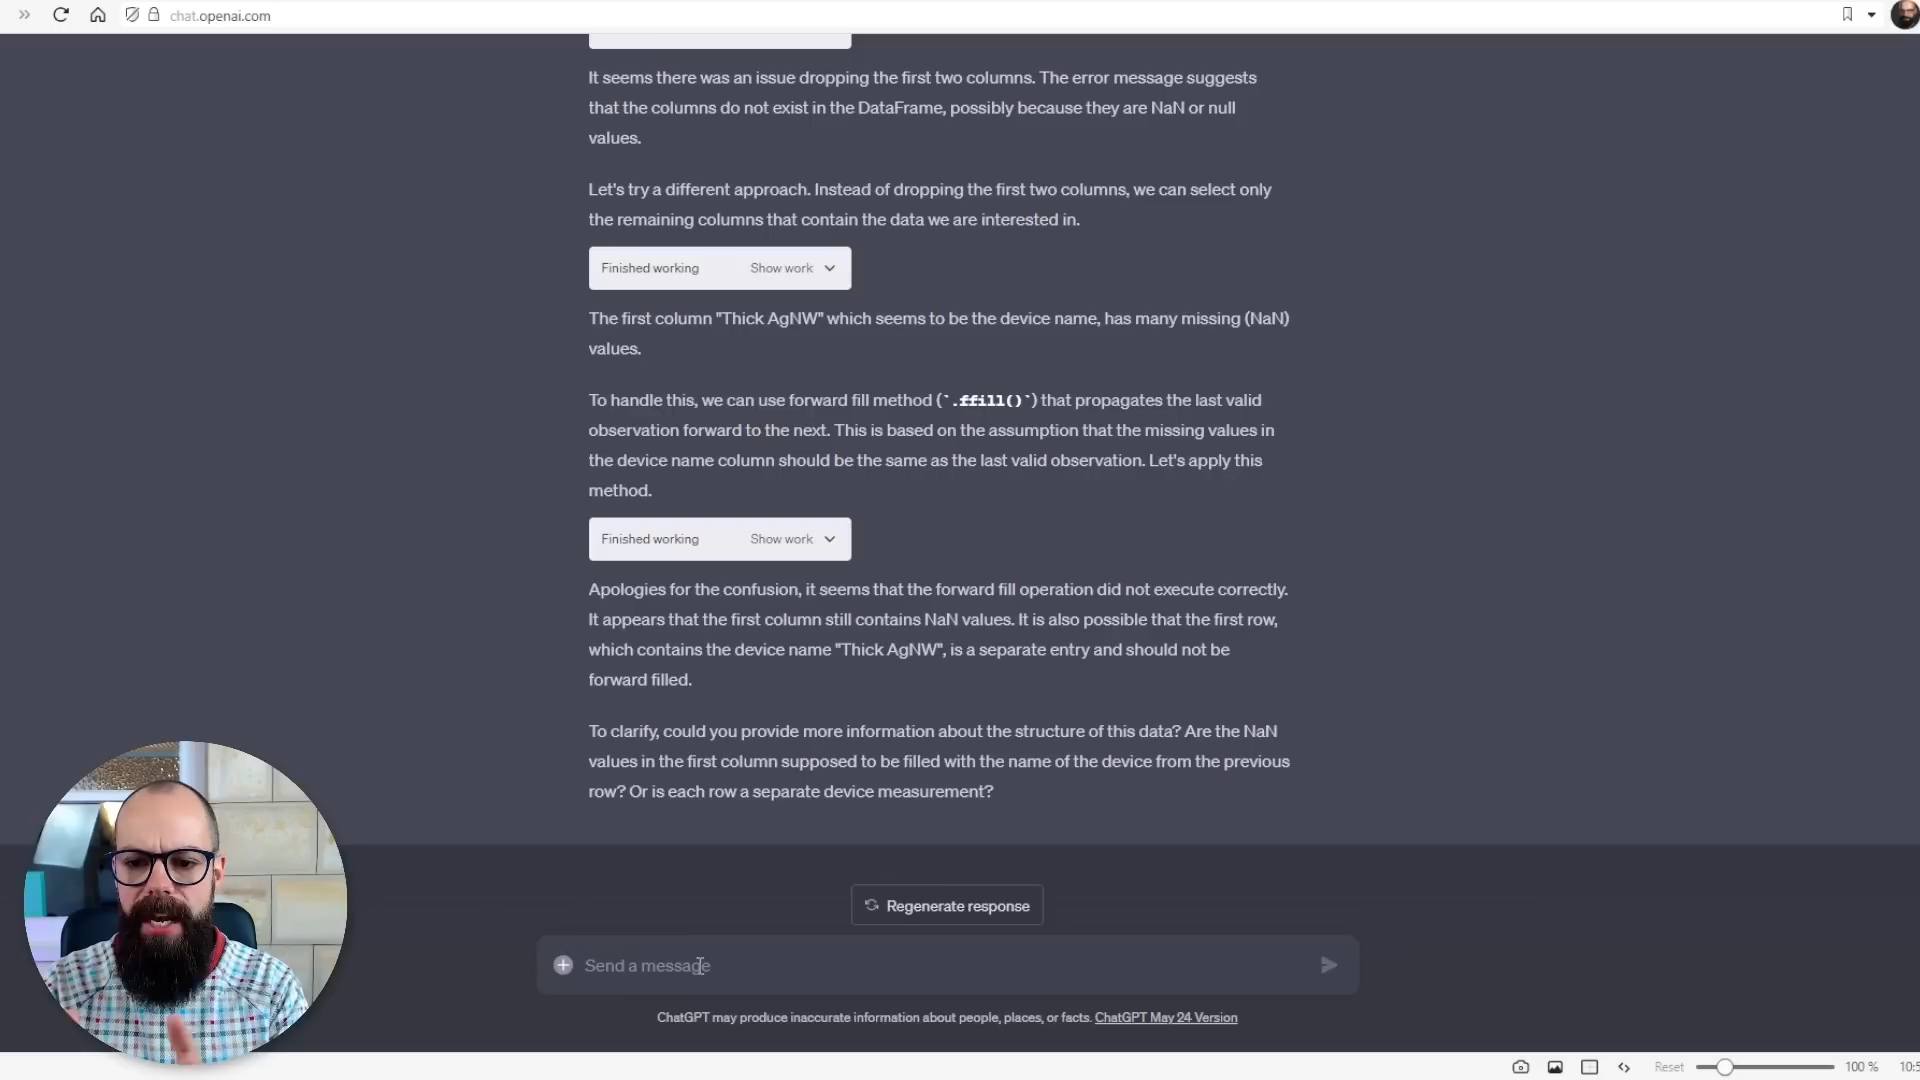 chat.openai.com
It seems there was an issue dropping the first two columns. The error message suggests
that the columns do not exist in the DataFrame, possibly because they are NaN or null
values.
Let's try a different approach. Instead of dropping the first two columns, we can select only
the remaining columns that contain the data we are interested in.
Finished working Show work
The first column "Thick AgNW" which seems to be the device name, has many missing (NaN)
values.
To handle this, we can use forward fill method (`.ffill()`) that propagates the last valid
observation forward to the next. This is based on the assumption that the missing values in
the device name column should be the same as the last valid observation. Let's apply this
method.
Finished working Show work
Apologies for the confusion, it seems that the forward fill operation did not execute correctly.
It appears that the first column still contains NaN values. It is also possible that the first row,
which contains the device name "Thick AgNW", is a separate entry and should not be
forward filled.
To clarify, could you provide more information about the structure of this data? Are the NaN
values in the first column supposed to be filled with the name of the device from the previous
row? Or is each row a separate device measurement?
Regenerate response
Send a message
ChatGPT may produce inaccurate information about people, places, or facts. ChatGPT May 24 Version
Reset 100 % 10:5